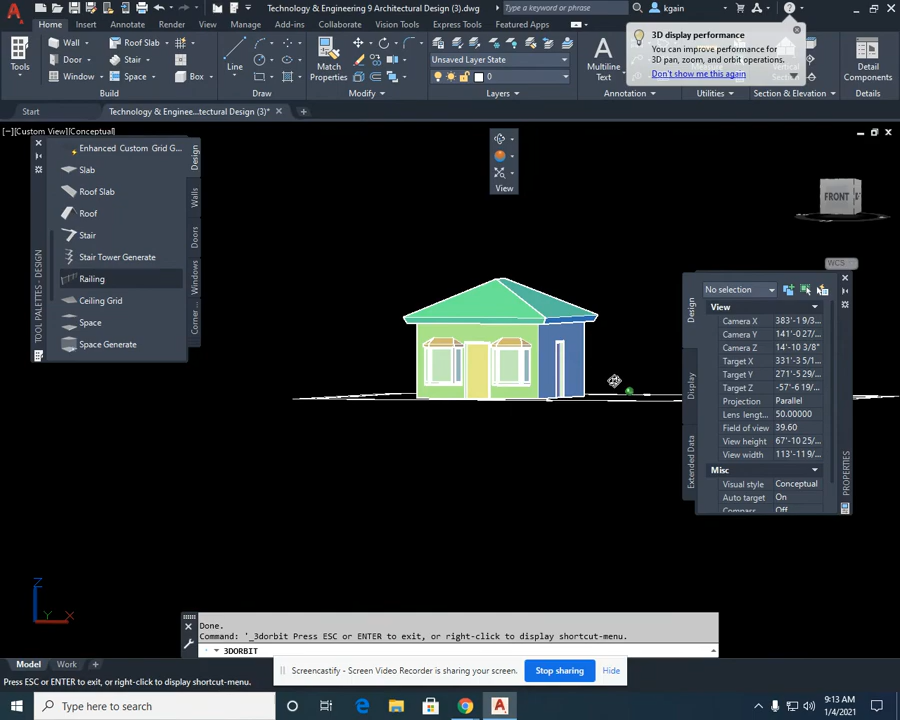 Technology & Engineering 9 Architectural Design (3).dwg
Type a keyword or phrase
kgain
Home Insert Annotate Render View Manage Add-ins Collaborate Vision Tools Express Tools Featured Apps
Tools
Wall
Door
Window
Roof Slab
Stair
Space
Box
Build
Line
Draw
Match
Properties
Modify
Unsaved Layer State
0
Layers
Multiline
Text
Annotation
Utilities
Section & Elevation
Detail
Components
Details
3D display performance
You can improve performance for
3D pan, zoom, and orbit operations.
Don't show me this again
Start
Technology & Enginee...tectural Design (3)*
[−][Custom View][Conceptual]
TOOL PALETTES - DESIGN
Enhanced Custom Grid G...
Slab
Roof Slab
Roof
Stair
Stair Tower Generate
Railing
Ceiling Grid
Space
Space Generate
Design
Walls
Doors
Windows
Corner ...
View
FRONT
WCS
No selection
Design
Display
Extended Data
PROPERTIES
View
Camera X 383'-1 9/3...
Camera Y 141'-0 27/...
Camera Z 14'-10 3/8"
Target X 331'-3 5/1...
Target Y 271'-5 29/...
Target Z -57'-6 19/...
Projection Parallel
Lens lengt... 50.00000
Field of view 39.60
View height 67'-10 25/...
View width 113'-11 9/...
Misc
Visual style Conceptual
Auto target On
Compass Off
Z
Y
X
Done.
Command: '_3dorbit Press ESC or ENTER to exit, or right-click to display shortcut-menu.
3DORBIT
Model Work
Press ESC or ENTER to exit, or right-click to display shortcut-menu.
Screencastify - Screen Video Recorder is sharing your screen.
Stop sharing
Hide
Type here to search
9:13 AM
1/4/2021